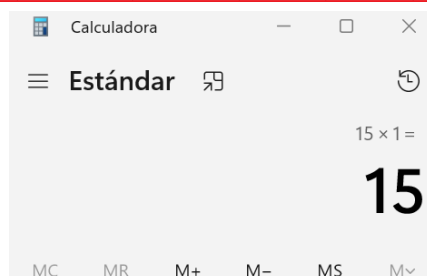 Calculadora
Estándar
15 × 1 =
15
MC MR M+ M− MS M˅